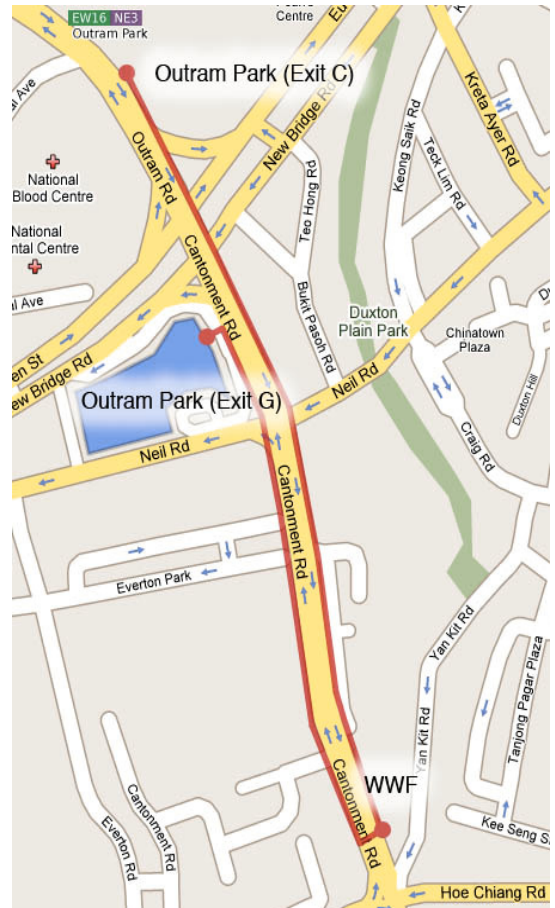 EW16 NE3
Outram Park
Centre
Outram Park (Exit C)
New Bridge Rd
Keong Saik Rd
Kreta Ayer Rd
Teck Lim Rd
Teo Hong Rd
Outram Rd
National
Blood Centre
National
ntal Centre
al Ave
Cantonment Rd
Bukit Pasoh Rd
Duxton
Plain Park
Chinatown
Plaza
Duxton Hill
en St
New Bridge Rd
Outram Park (Exit G)
Neil Rd
Neil Rd
Craig Rd
Cantonment Rd
Everton Park
Yan Kit Rd
Yan Kit Rd
Tanjong Pagar Plaza
WWF
Cantonment Rd
Kee Seng S
Everton Rd
Cantonment Rd
Hoe Chiang Rd